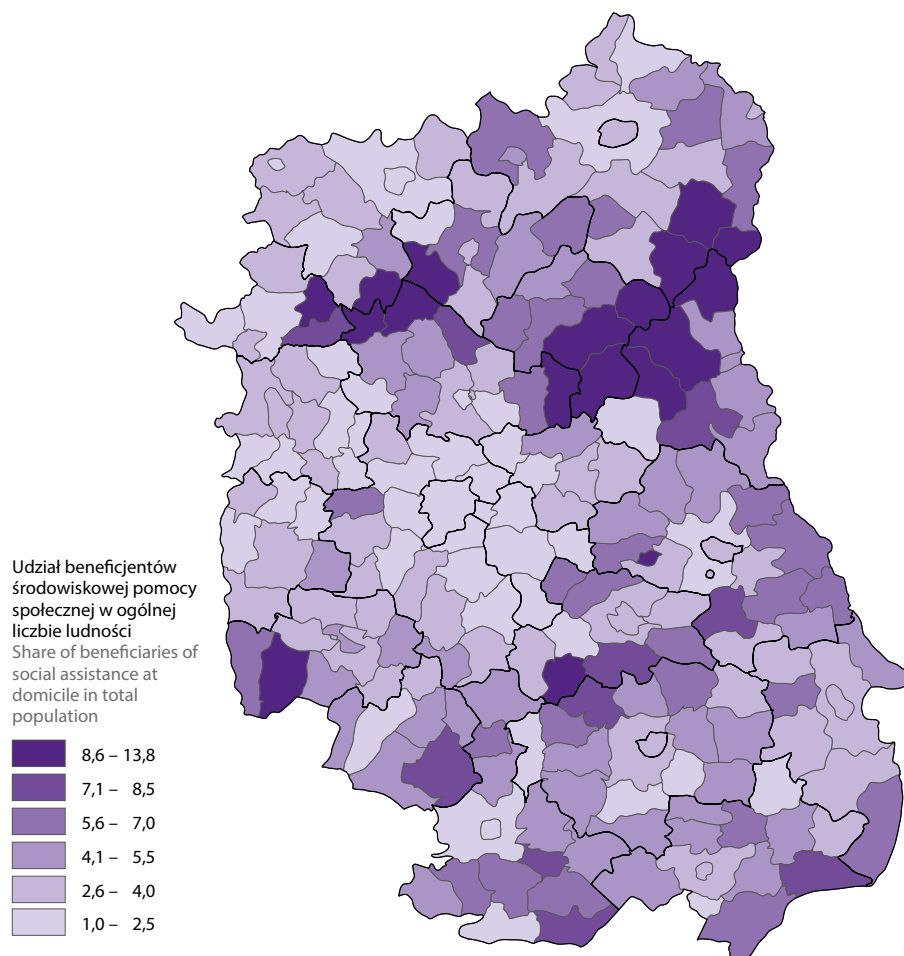 Udział beneficjentów
środowiskowej pomocy
społecznej w ogólnej
liczbie ludności
Share of beneficiaries of
social assistance at
domicile in total
population
8,6 – 13,8
7,1 – 8,5
5,6 – 7,0
4,1 – 5,5
2,6 – 4,0
1,0 – 2,5